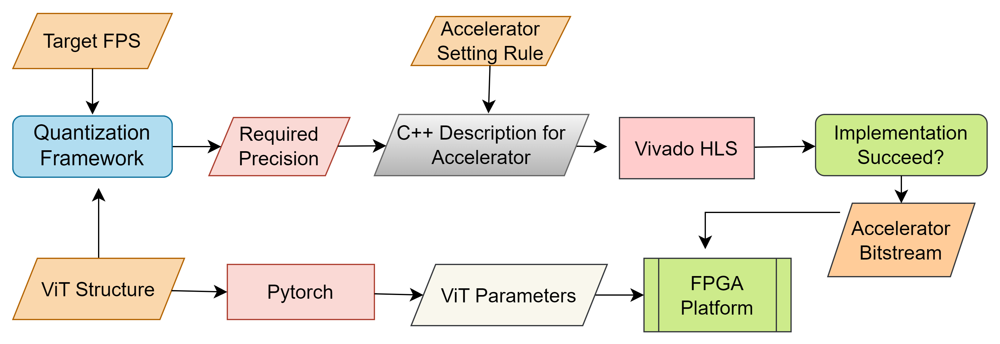 Target FPS
Accelerator
Setting Rule
Quantization
Framework
Required
Precision
C++ Description for
Accelerator
Vivado HLS
Implementation
Succeed?
Accelerator
Bitstream
ViT Structure
Pytorch
ViT Parameters
FPGA
Platform